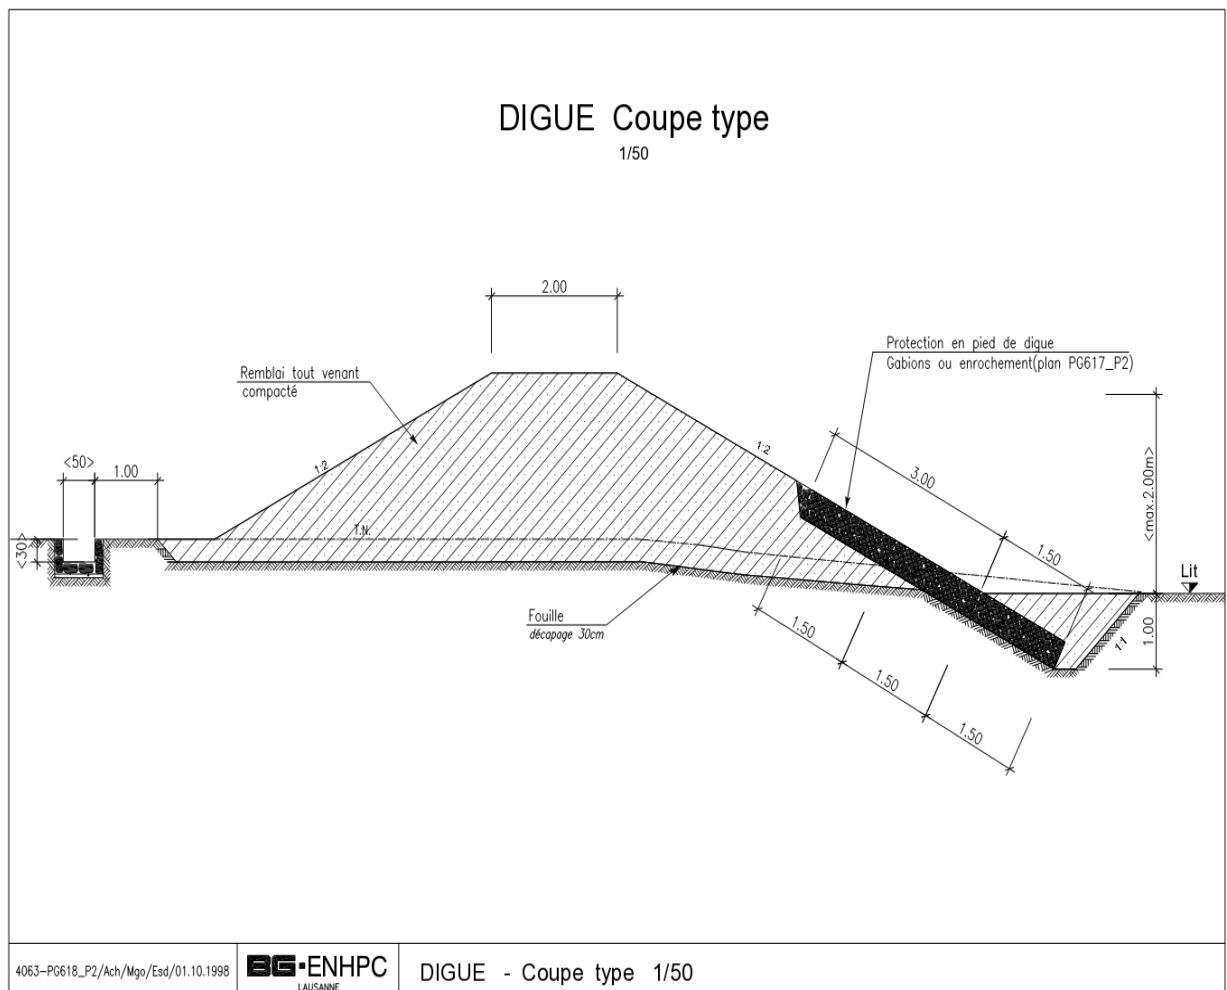 DIGUE Coupe type
1/50
2.00
Protection en pied de digue
Gabions ou enrochement(plan PG617_P2)
Remblai tout venant
compacté
1:2
1:2
<50>
1.00
3.00
<max.2.00m>
T.N.
<30>
1.50
Lit
Fouille
décapage 30cm
1.50
1:1
1.00
1.50
1.50
4063-PG618_P2/Ach/Mgo/Esd/01.10.1998
BG-ENHPC
LAUSANNE
DIGUE - Coupe type 1/50